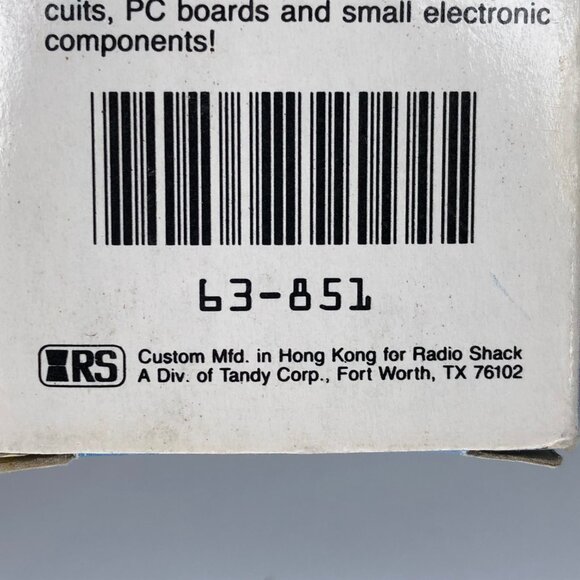 cuits, PC boards and small electronic
components!
63-851
RS
Custom Mfd. in Hong Kong for Radio Shack
A Div. of Tandy Corp., Fort Worth, TX 76102